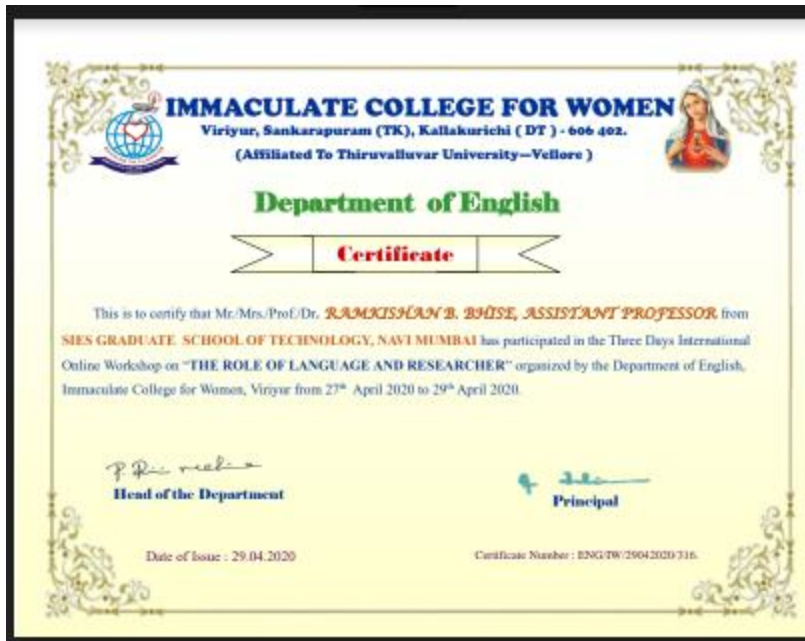 IMMACULATE COLLEGE FOR WOMEN
Viriyur, Sankarapuram (TK), Kallakurichi ( DT ) - 606 402.
(Affiliated To Thiruvalluvar University—Vellore )
Department of English
Certificate
This is to certify that Mr./Mrs./Prof./Dr. RAMKISHAN B. BHISE, ASSISTANT PROFESSOR from
SIES GRADUATE SCHOOL OF TECHNOLOGY, NAVI MUMBAI has participated in the Three Days International
Online Workshop on “THE ROLE OF LANGUAGE AND RESEARCHER” organized by the Department of English,
Immaculate College for Women, Viriyur from 27th April 2020 to 29th April 2020.
Head of the Department
Principal
Date of Issue : 29.04.2020
Certificate Number : ENG/IW/29042020/316.